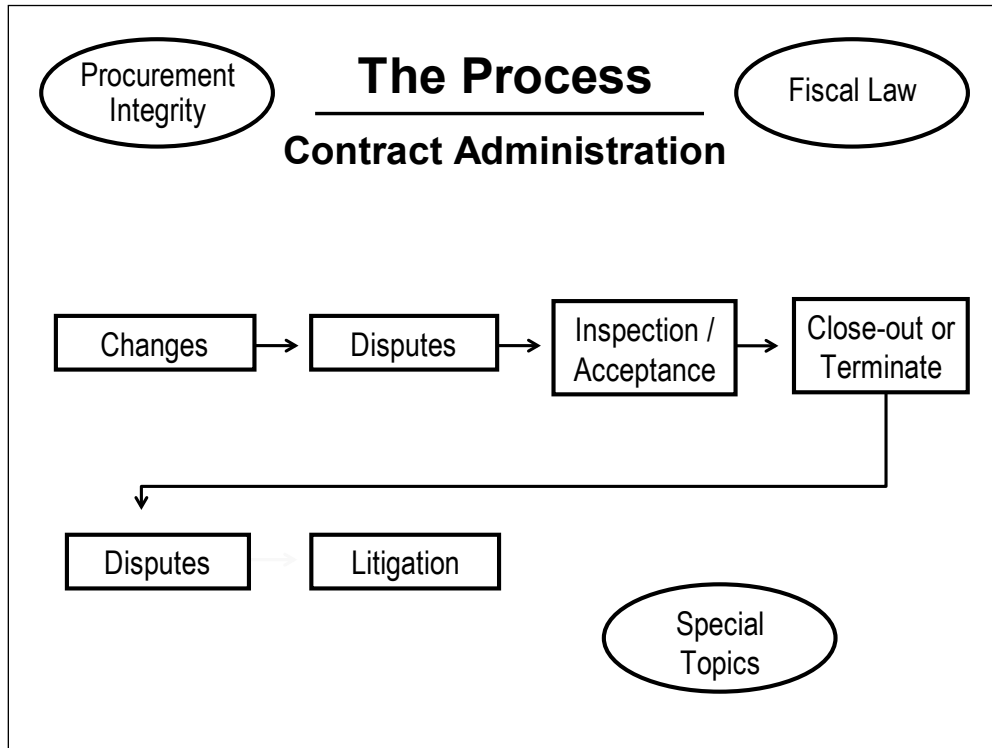 Procurement
Integrity
The Process
Contract Administration
Fiscal Law
Changes
Disputes
Inspection /
Acceptance
Close-out or
Terminate
Disputes
Litigation
Special
Topics